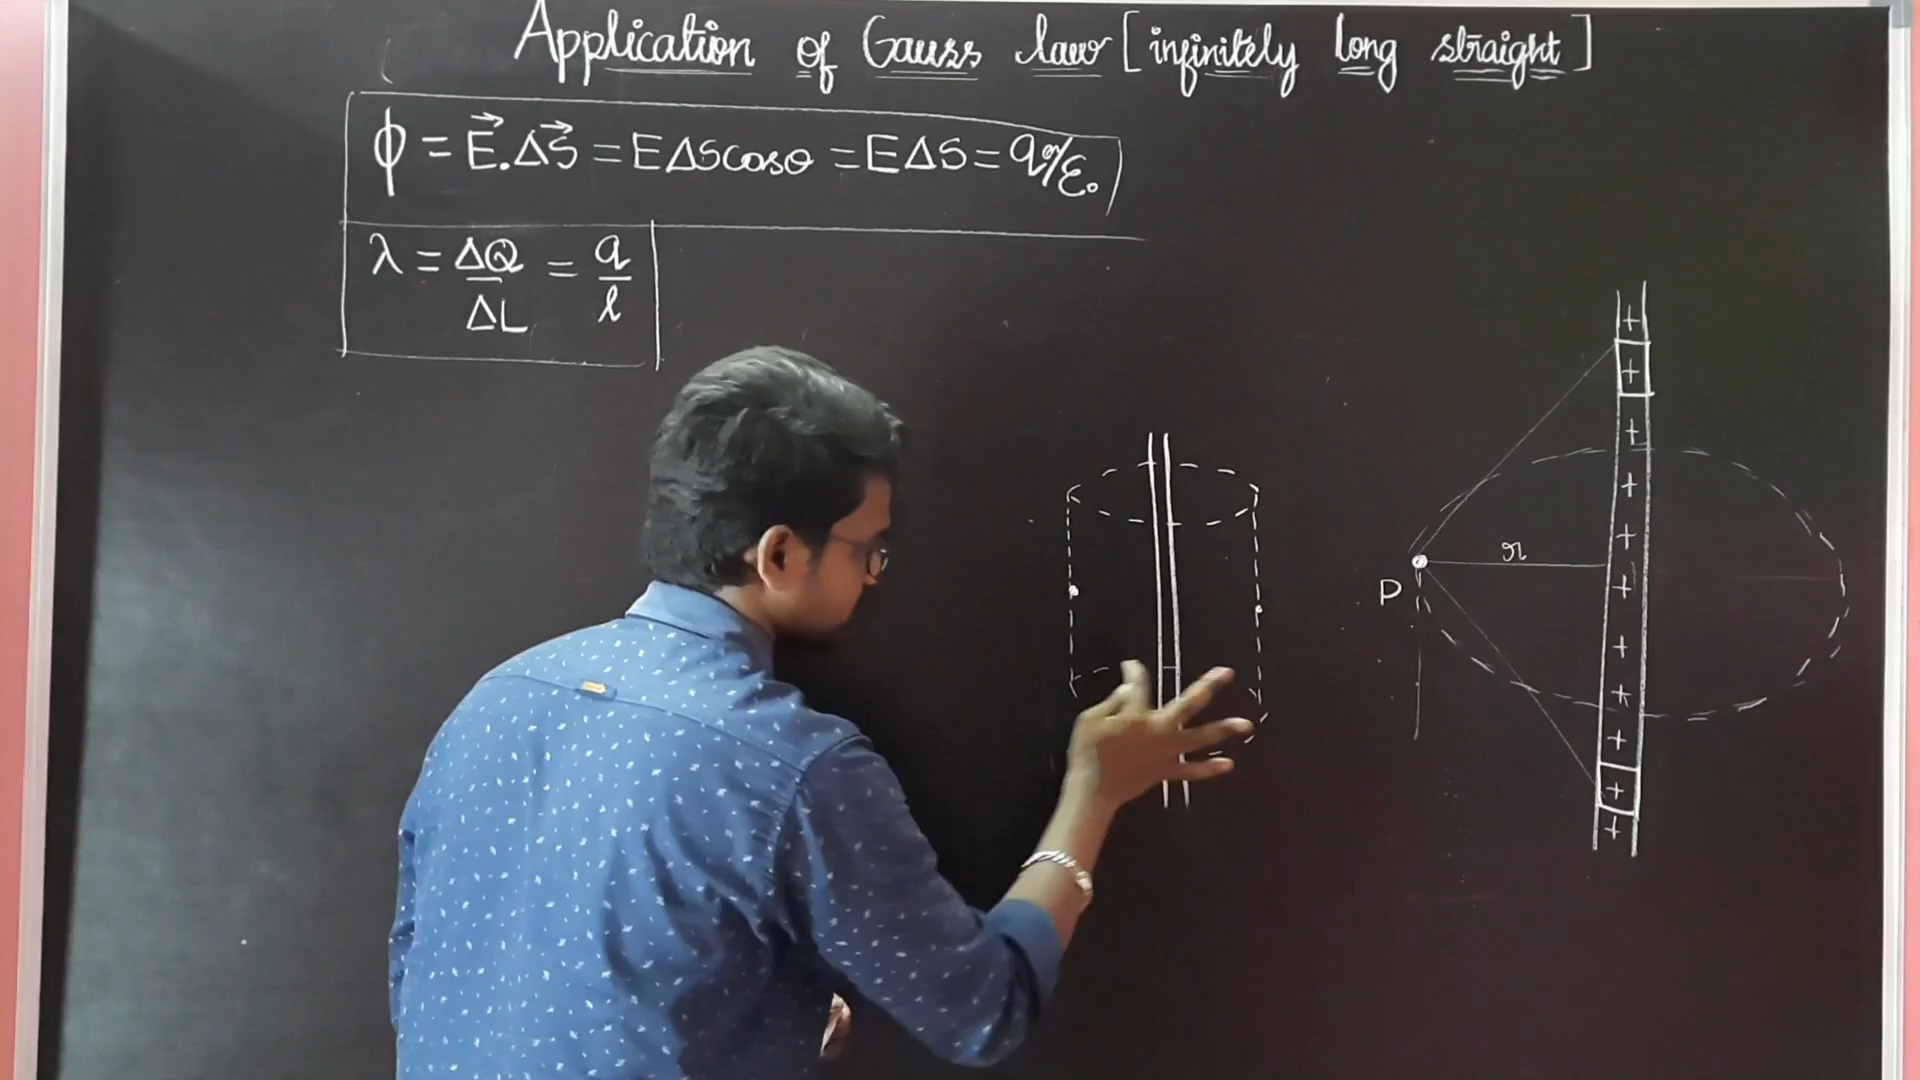 Application of Gauss law [infinitely long straight]
ϕ = E⃗.ΔS⃗ = EΔScosθ = EΔS = q/ε₀
λ = ΔQ/ΔL = q/l
+
+
+
+
+
r
P
+
+
+
+
+
+